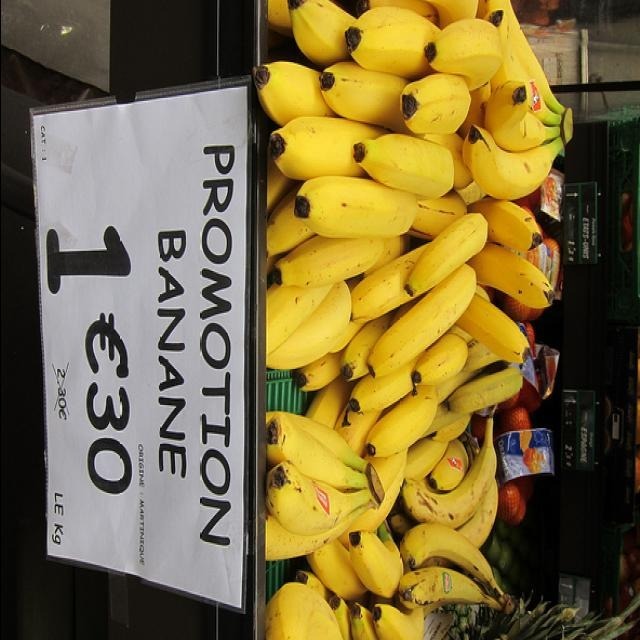 PROMOTION
BANANE
ORIGINE : MARTINIQUE
1€30
2.30€
LE Kg
CAT : 1